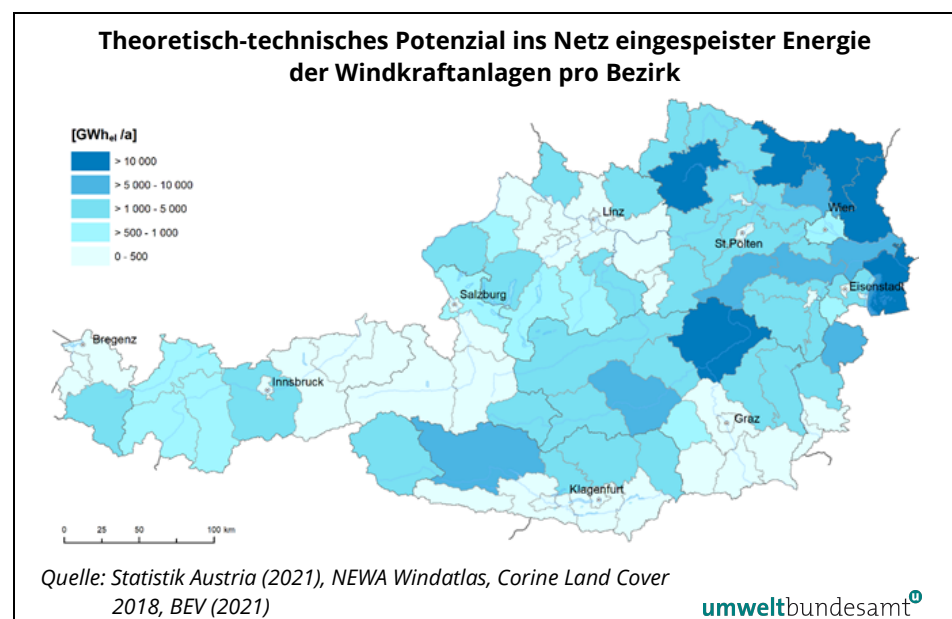 Theoretisch-technisches Potenzial ins Netz eingespeister Energie
der Windkraftanlagen pro Bezirk
[GWhel /a]
> 10 000
> 5 000 - 10 000
> 1 000 - 5 000
> 500 - 1 000
0 - 500
Linz
Wien
St.Pölten
Eisenstadt
Salzburg
Bregenz
Innsbruck
Graz
Klagenfurt
0 25 50 100 km
Quelle: Statistik Austria (2021), NEWA Windatlas, Corine Land Cover
2018, BEV (2021)
umweltbundesamt u